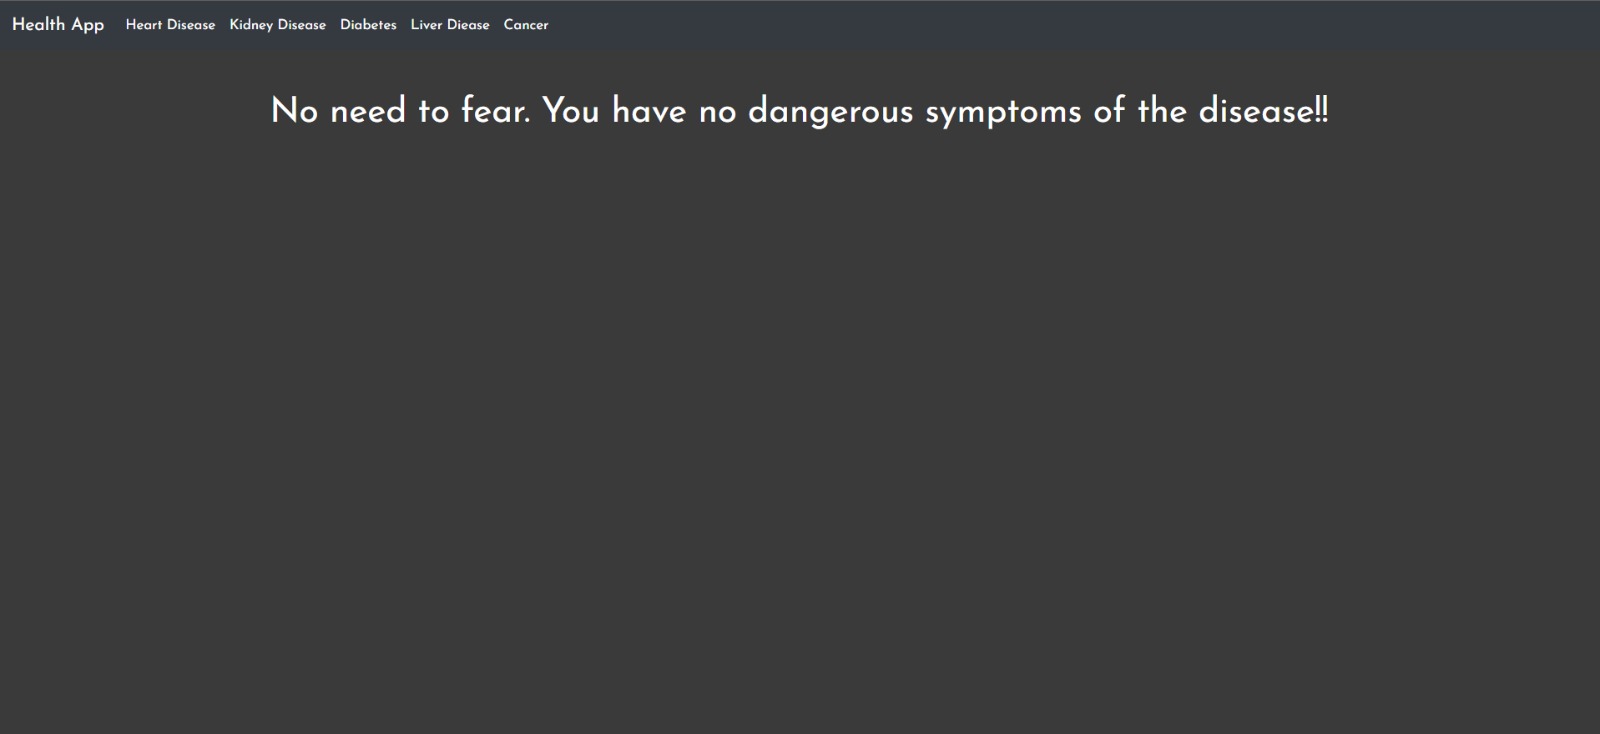 Health App Heart Disease Kidney Disease Diabetes Liver Diease Cancer
No need to fear. You have no dangerous symptoms of the disease!!